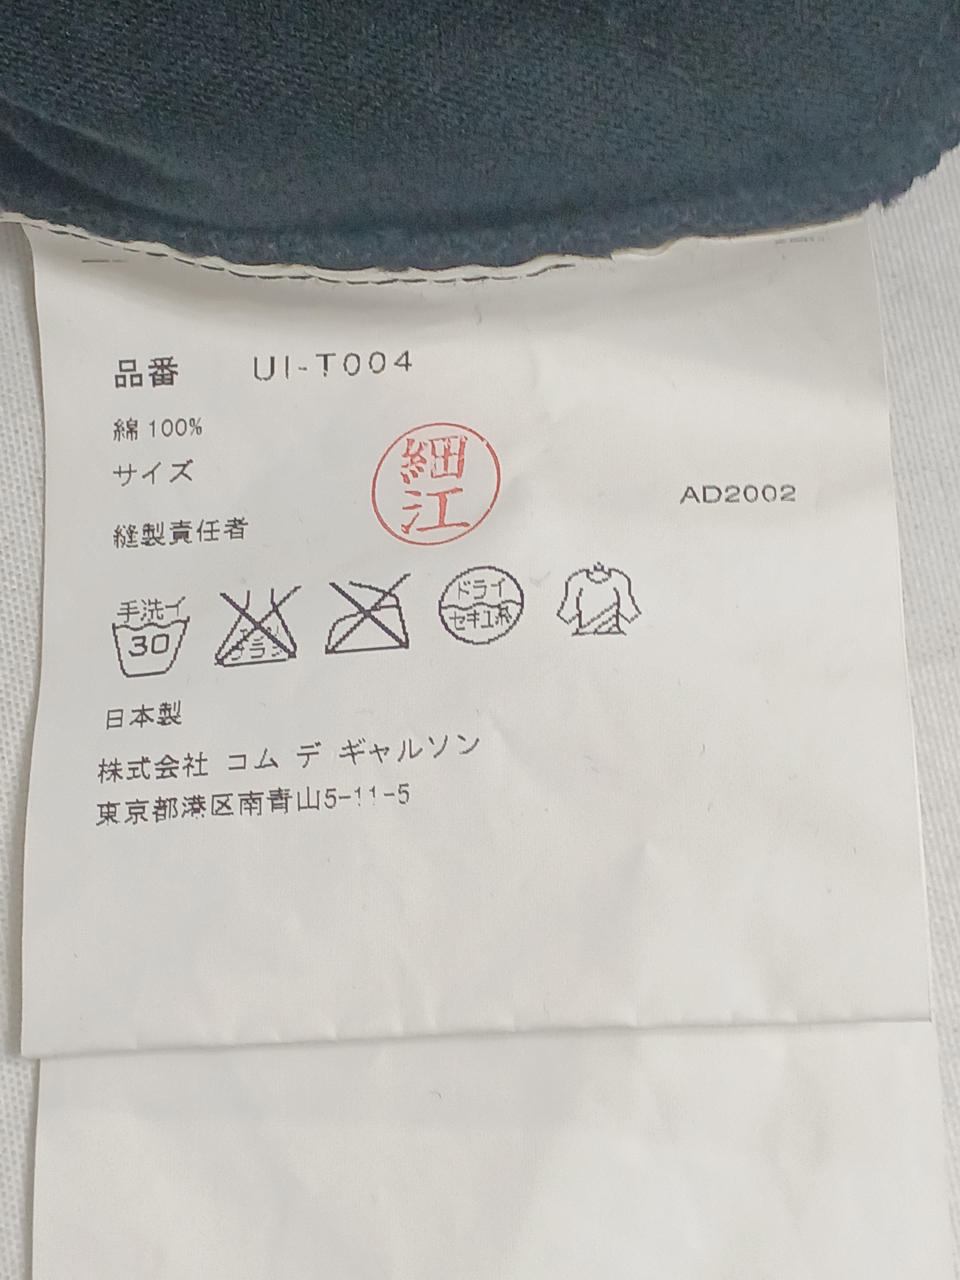 品番 UI-T004
綿 100%
サイズ
細江
AD2002
縫製責任者
手洗イ
30
ドライ
セキユ系
日本製
株式会社 コム デ ギャルソン
東京都港区南青山5-11-5